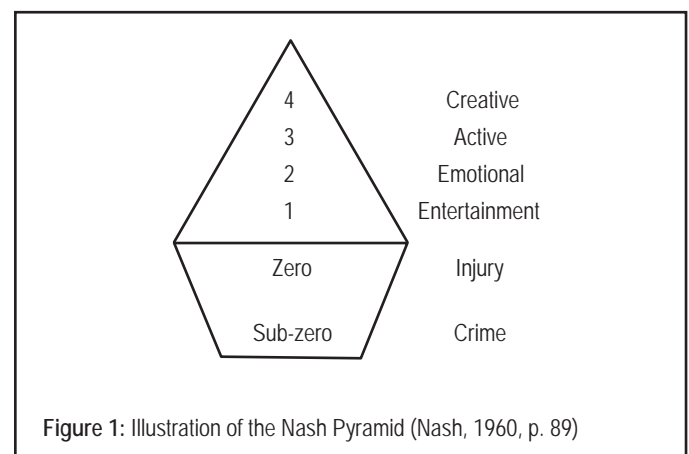 4 Creative
3 Active
2 Emotional
1 Entertainment
Zero Injury
Sub-zero Crime
Figure 1: Illustration of the Nash Pyramid (Nash, 1960, p. 89)